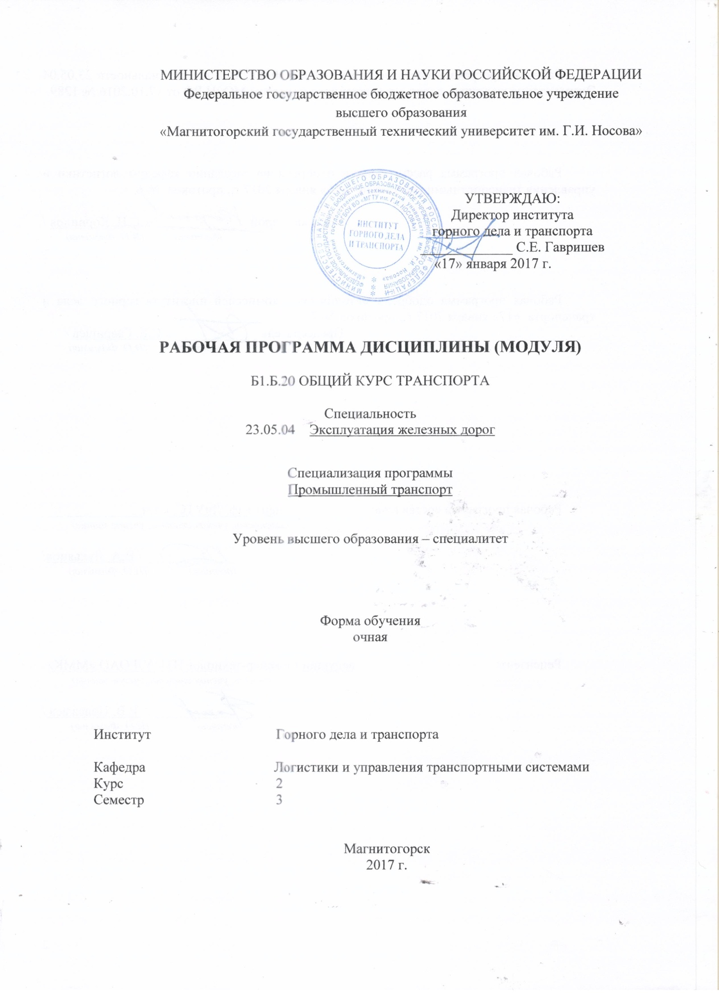 МИНИСТЕРСТВО ОБРАЗОВАНИЯ И НАУКИ РОССИЙСКОЙ ФЕДЕРАЦИИ
Федеральное государственное бюджетное образовательное учреждение
высшего образования
«Магнитогорский государственный технический университет им. Г.И. Носова»
ИНСТИТУТ
ГОРНОГО ДЕЛА
И ТРАНСПОРТА
УТВЕРЖДАЮ:
Директор института
горного дела и транспорта
С.Е. Гавришев
«17» января 2017 г.
РАБОЧАЯ ПРОГРАММА ДИСЦИПЛИНЫ (МОДУЛЯ)
Б1.Б.20 ОБЩИЙ КУРС ТРАНСПОРТА
Специальность
23.05.04 Эксплуатация железных дорог
Специализация программы
Промышленный транспорт
Уровень высшего образования – специалитет
Форма обучения
очная
Институт Горного дела и транспорта
Кафедра Логистики и управления транспортными системами
Курс 2
Семестр 3
Магнитогорск
2017 г.